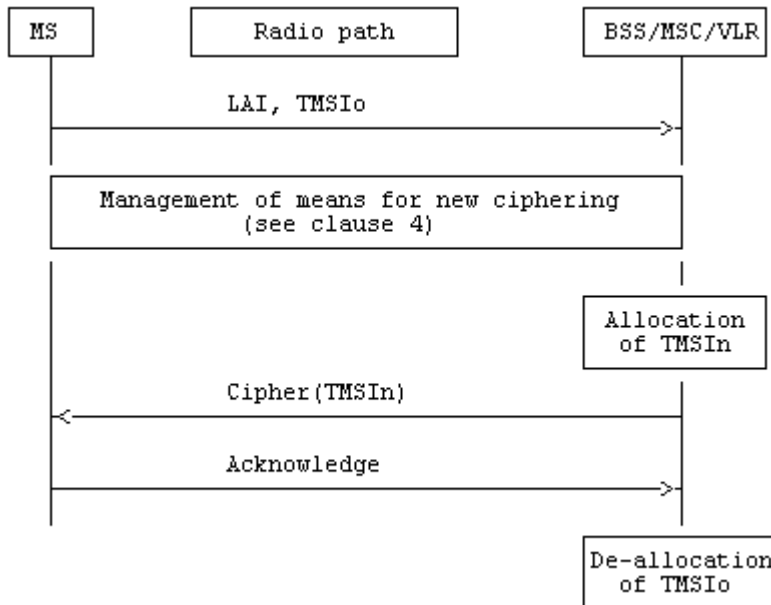 MS
Radio path
BSS/MSC/VLR
LAI, TMSIo
Management of means for new ciphering
(see clause 4)
Allocation
of TMSIn
Cipher(TMSIn)
Acknowledge
De-allocation
of TMSIo